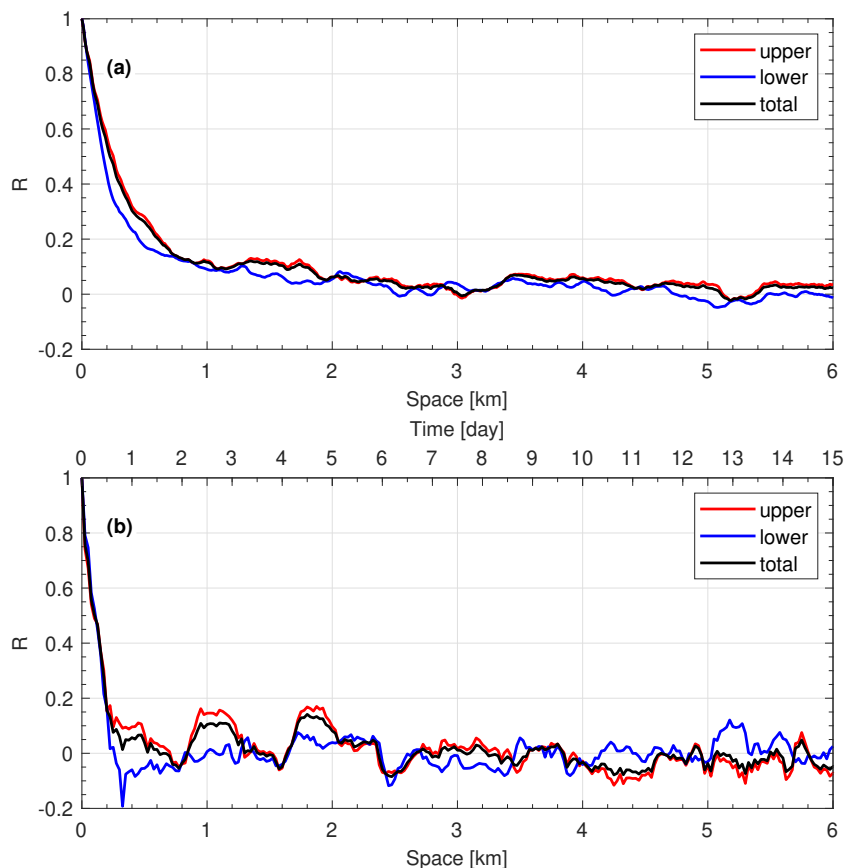 1
0.8
0.6
0.4
0.2
0
-0.2
R
(a)
upper
lower
total
0 1 2 3 4 5 6
Space [km]
Time [day]
0 1 2 3 4 5 6 7 8 9 10 11 12 13 14 15
1
0.8
0.6
0.4
0.2
0
-0.2
R
(b)
upper
lower
total
0 1 2 3 4 5 6
Space [km]